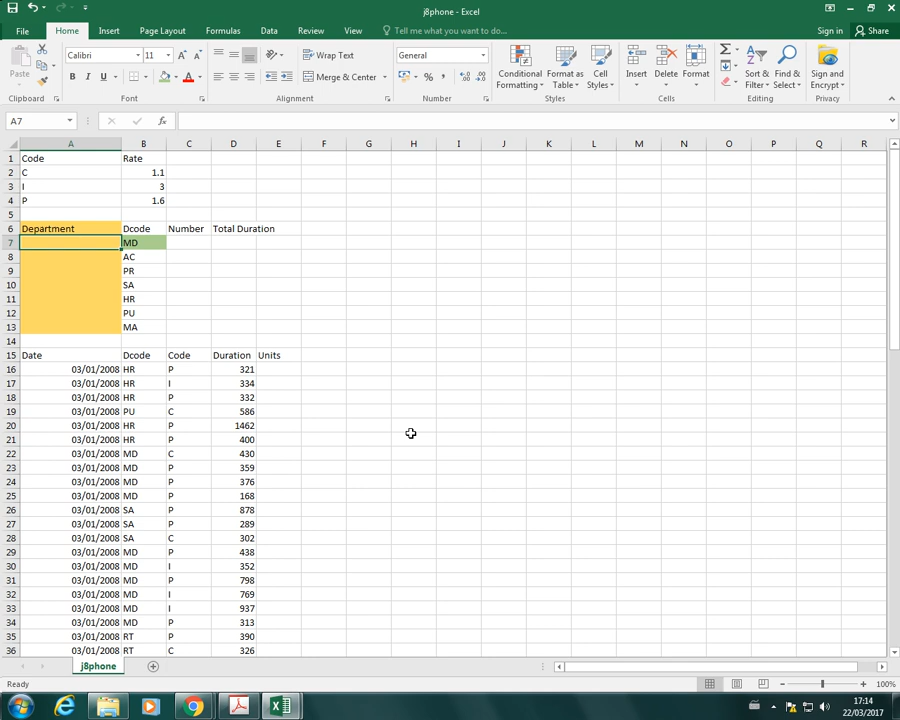 j8phone - Excel
Sign in Share
File Home Insert Page Layout Formulas Data Review View Tell me what you want to do...
Paste Calibri 11 A A Wrap Text General Conditional Formatting Format as Table Cell Styles Insert Delete Format Sort & Filter Find & Select Sign and Encrypt
B I U A Merge & Center % ,
Clipboard Font Alignment Number Styles Cells Editing Privacy
A7 fx
A B C D E F G H I J K L M N O P Q R
1 Code Rate
2 C 1.1
3 I 3
4 P 1.6
5
6 Department Dcode Number Total Duration
7 MD
8 AC
9 PR
10 SA
11 HR
12 PU
13 MA
14
15 Date Dcode Code Duration Units
16 03/01/2008 HR P 321
17 03/01/2008 HR I 334
18 03/01/2008 HR P 332
19 03/01/2008 PU C 586
20 03/01/2008 HR P 1462
21 03/01/2008 HR P 400
22 03/01/2008 MD C 430
23 03/01/2008 MD P 359
24 03/01/2008 MD P 376
25 03/01/2008 MD P 168
26 03/01/2008 SA P 878
27 03/01/2008 SA P 289
28 03/01/2008 SA C 302
29 03/01/2008 MD P 438
30 03/01/2008 MD I 352
31 03/01/2008 MD P 798
32 03/01/2008 MD I 769
33 03/01/2008 MD I 937
34 03/01/2008 MD P 313
35 03/01/2008 RT P 390
36 03/01/2008 RT C 326
j8phone
Ready 100%
17:14
22/03/2017